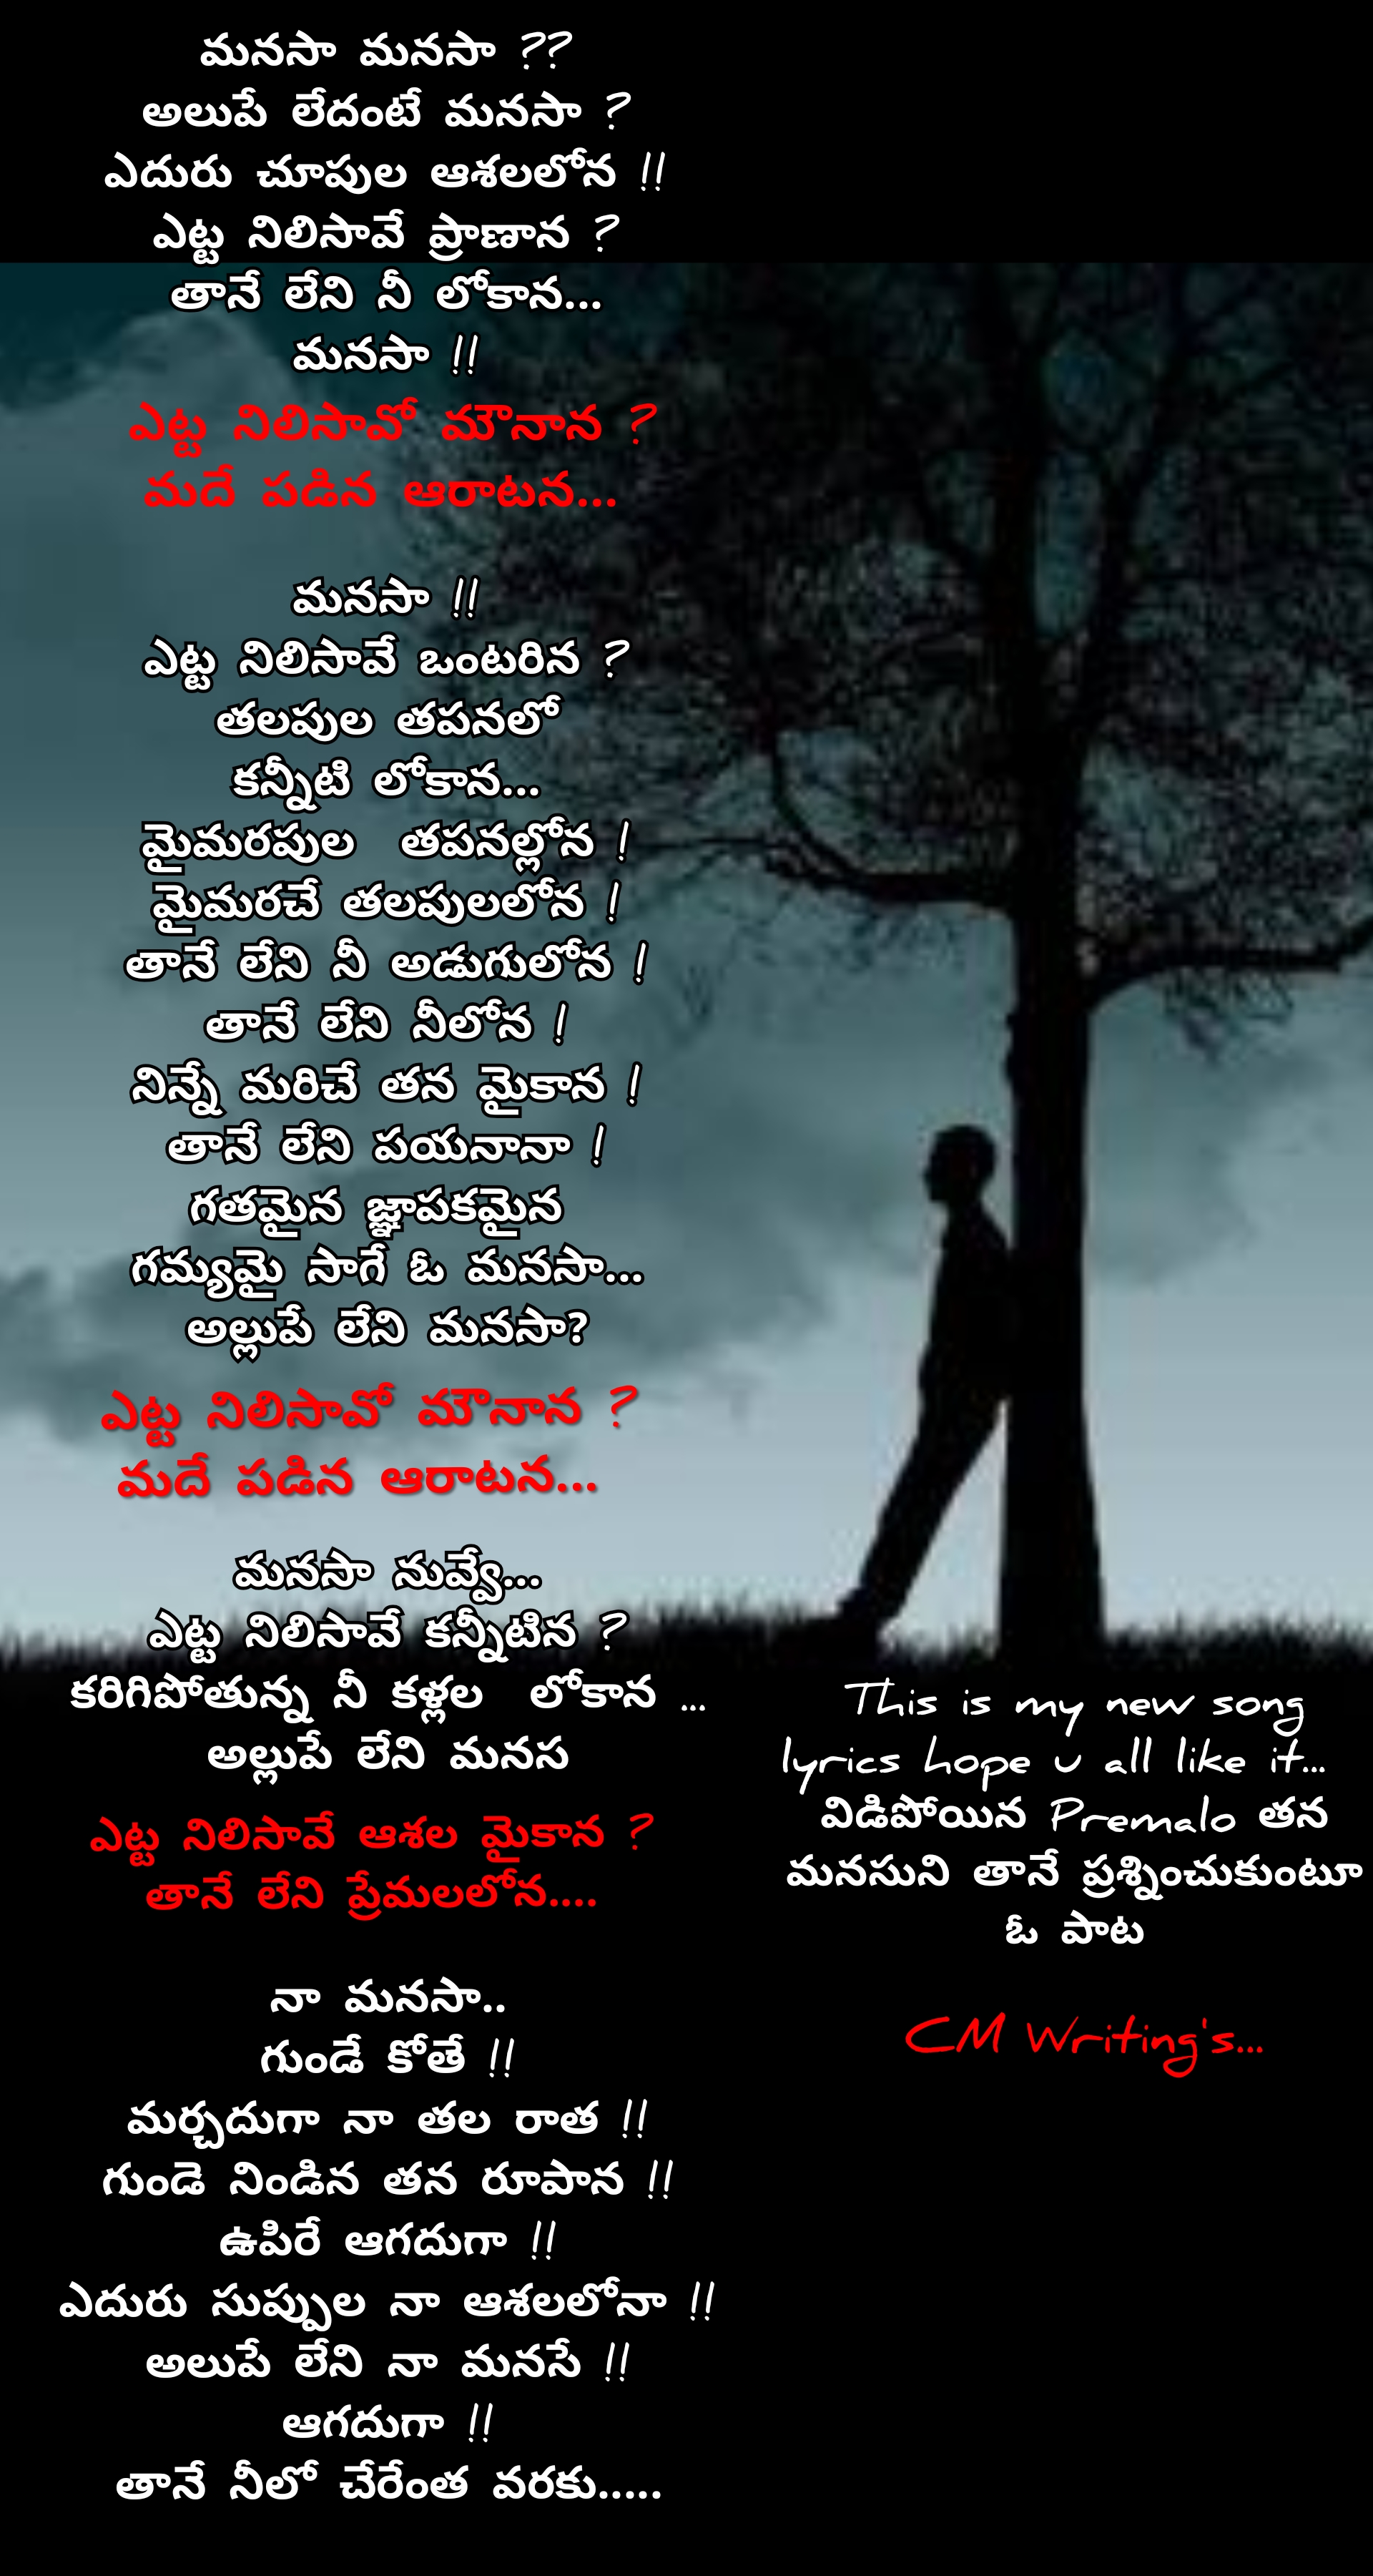 మనసా మనసా ??
అలుపే లేదంటే మనసా ?
ఎదురు చూపుల ఆశలలోన !!
ఎట్ట నిలిసావే ప్రాణాన ?
తానే లేని నీ లోకాన...
మనసా !!
ఎట్ట నిలిసావో మౌనాన ?
మదే పడిన ఆరాటన...
మనసా !!
ఎట్ట నిలిసావే ఒంటరిన ?
తలపుల తపనలో
కన్నీటి లోకాన...
మైమరపుల తపనల్లోన !
మైమరచే తలపులలోన !
తానే లేని నీ అడుగులోన !
తానే లేని నీలోన !
నిన్నే మరిచే తన మైకాన !
తానే లేని పయనానా !
గతమైన జ్ఞాపకమైన
గమ్యమై సాగే ఓ మనసా...
అల్లుపే లేని మనసా?
ఎట్ట నిలిసావో మౌనాన ?
మదే పడిన ఆరాటన...
మనసా నువ్వే...
ఎట్ట నిలిసావే కన్నీటిన ?
కరిగిపోతున్న నీ కళ్లల లోకాన ...
అల్లుపే లేని మనస
ఎట్ట నిలిసావే ఆశల మైకాన ?
తానే లేని ప్రేమలలోన....
నా మనసా..
గుండే కోతే !!
మర్చదుగా నా తల రాత !!
గుండె నిండిన తన రూపాన !!
ఉపిరే ఆగదుగా !!
ఎదురు సుప్పుల నా ఆశలలోనా !!
అలుపే లేని నా మనసే !!
ఆగదుగా !!
తానే నీలో చేరేంత వరకు.....
This is my new song
lyrics hope u all like it...
విడిపోయిన Premalo తన
మనసుని తానే ప్రశ్నించుకుంటూ
ఓ పాట
CM Writing's...